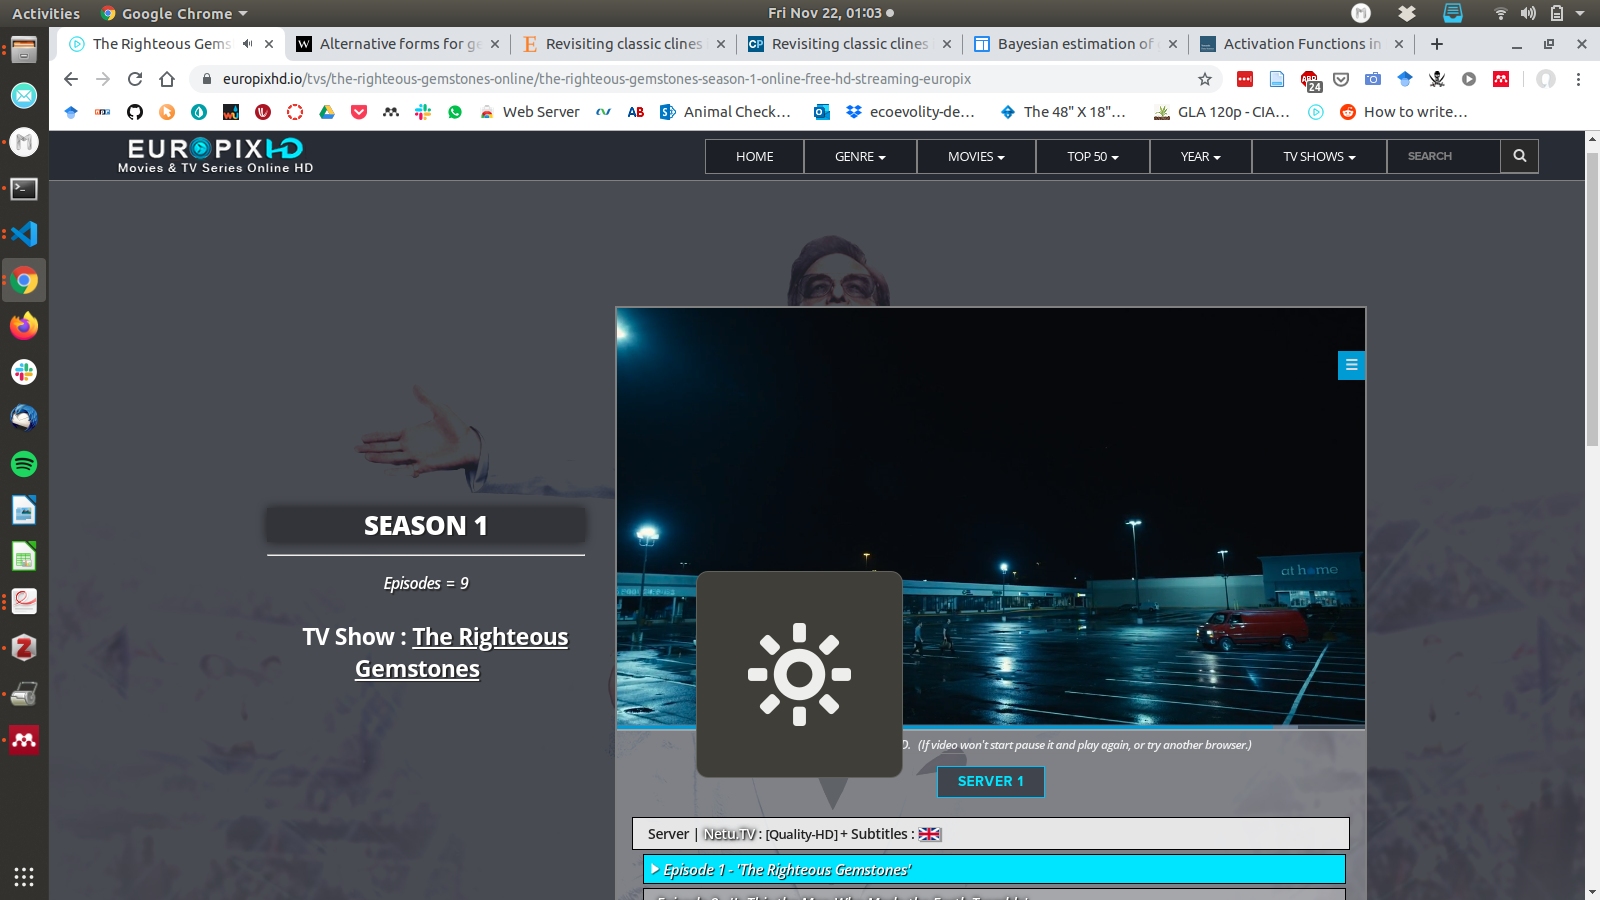 Activities
Google Chrome
Fri Nov 22, 01:03
The Righteous Gems
Alternative forms for ge
Revisiting classic clines
Revisiting classic clines
Bayesian estimation of
Activation Functions in
europixhd.io/tvs/the-righteous-gemstones-online/the-righteous-gemstones-season-1-online-free-hd-streaming-europix
ABP
24
Web Server
AB
Animal Check...
ecoevolity-de...
The 48" X 18"...
GLA 120p - CIA...
How to write...
EUROPIXHD
Movies & TV Series Online HD
HOME
GENRE
MOVIES
TOP 50
YEAR
TV SHOWS
SEARCH
at home
SEASON 1
Episodes = 9
TV Show : The Righteous
Gemstones
D. (If video won't start pause it and play again, or try another browser.)
SERVER 1
Server | Netu.TV : [Quality-HD] + Subtitles :
Episode 1 - 'The Righteous Gemstones'